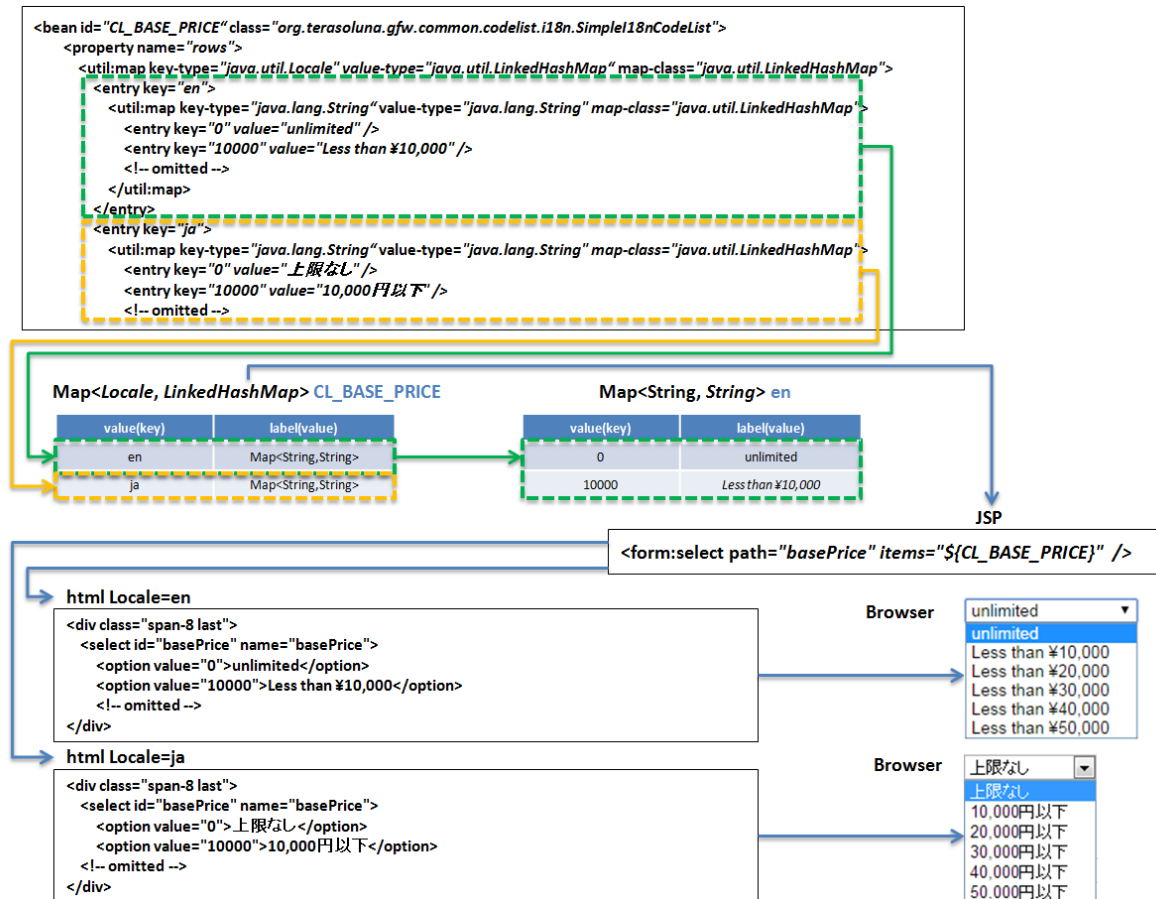 <bean id="CL_BASE_PRICE“ class="org.terasoluna.gfw.common.codelist.i18n.SimpleI18nCodeList">
<property name="rows">
<util:map key-type="java.util.Locale" value-type="java.util.LinkedHashMap“ map-class="java.util.LinkedHashMap">
<entry key="en">
<util:map key-type="java.lang.String“ value-type="java.lang.String" map-class="java.util.LinkedHashMap">
<entry key="0" value="unlimited" />
<entry key="10000" value="Less than ¥10,000" />
<!-- omitted -->
</util:map>
</entry>
<entry key="ja">
<util:map key-type="java.lang.String“ value-type="java.lang.String" map-class="java.util.LinkedHashMap">
<entry key="0" value="上限なし" />
<entry key="10000" value="10,000円以下" />
<!-- omitted -->
Map<Locale, LinkedHashMap> CL_BASE_PRICE
value(key) label(value)
en Map<String,String>
ja Map<String,String>
Map<String, String> en
value(key) label(value)
0 unlimited
10000 Less than ¥10,000
JSP
<form:select path="basePrice" items="${CL_BASE_PRICE}" />
html Locale=en
<div class="span-8 last">
<select id="basePrice" name="basePrice">
<option value="0">unlimited</option>
<option value="10000">Less than ¥10,000</option>
<!-- omitted -->
</div>
Browser
unlimited
unlimited
Less than ¥10,000
Less than ¥20,000
Less than ¥30,000
Less than ¥40,000
Less than ¥50,000
html Locale=ja
<div class="span-8 last">
<select id="basePrice" name="basePrice">
<option value="0">上限なし</option>
<option value="10000">10,000円以下</option>
<!-- omitted -->
</div>
Browser
上限なし
上限なし
10,000円以下
20,000円以下
30,000円以下
40,000円以下
50,000円以下